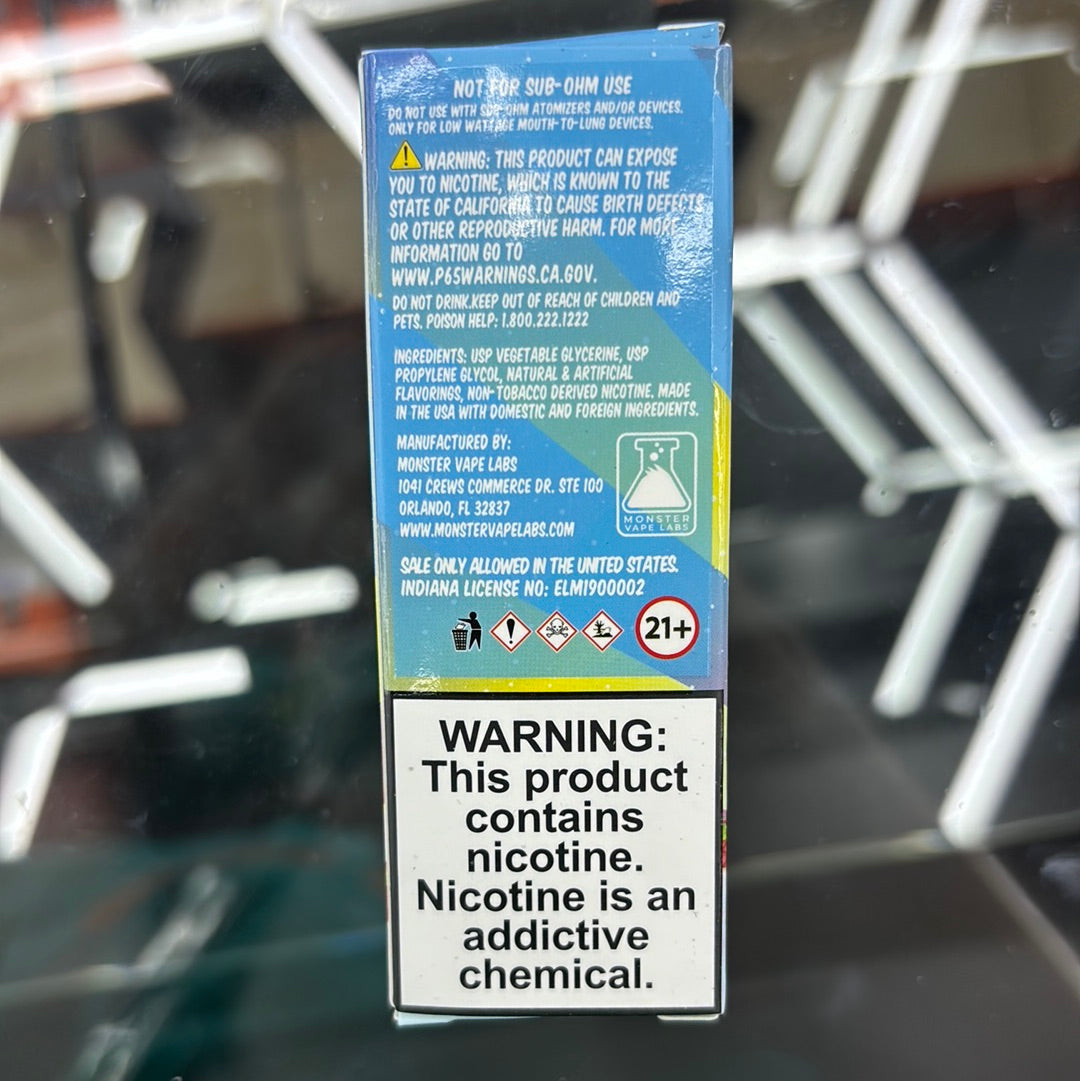 NOT FOR SUB-OHM USE
DO NOT USE WITH SUB-OHM ATOMIZERS AND/OR DEVICES.
ONLY FOR LOW WATTAGE MOUTH-TO-LUNG DEVICES.
WARNING: THIS PRODUCT CAN EXPOSE
YOU TO NICOTINE, WHICH IS KNOWN TO THE
STATE OF CALIFORNIA TO CAUSE BIRTH DEFECTS
OR OTHER REPRODUCTIVE HARM. FOR MORE
INFORMATION GO TO
WWW.P65WARNINGS.CA.GOV.
DO NOT DRINK.KEEP OUT OF REACH OF CHILDREN AND
PETS. POISON HELP: 1.800.222.1222
INGREDIENTS: USP VEGETABLE GLYCERINE, USP
PROPYLENE GLYCOL, NATURAL & ARTIFICIAL
FLAVORINGS, NON-TOBACCO DERIVED NICOTINE. MADE
IN THE USA WITH DOMESTIC AND FOREIGN INGREDIENTS.
MANUFACTURED BY:
MONSTER VAPE LABS
1041 CREWS COMMERCE DR. STE 100
ORLANDO, FL 32837
WWW.MONSTERVAPELABS.COM
MONSTER
VAPE LABS
SALE ONLY ALLOWED IN THE UNITED STATES.
INDIANA LICENSE NO: ELM1900002
21+
WARNING:
This product
contains
nicotine.
Nicotine is an
addictive
chemical.